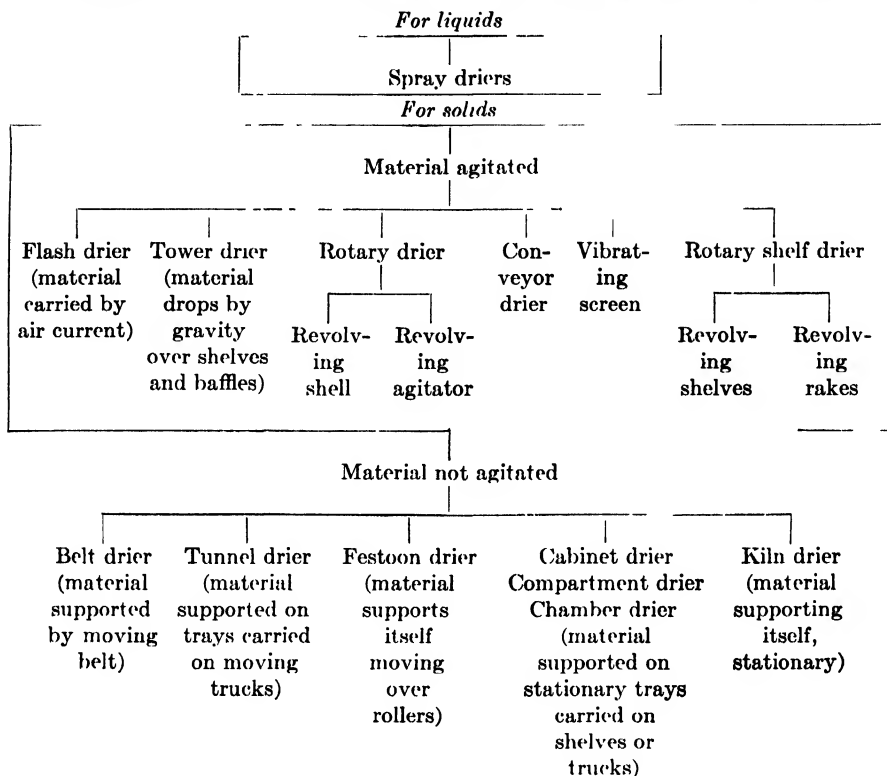 For liquids
Spray driers
For solids
Material agitated
Flash drier
(material
carried by
air current)
Tower drier
(material
drops by
gravity
over shelves
and baffles)
Rotary drier
Revolv-
ing
shell
Revolv-
ing
agitator
Con-
veyor
drier
Vibrat-
ing
screen
Rotary shelf drier
Revolv-
ing
shelves
Revolv-
ing
rakes
Material not agitated
Belt drier
(material
supported
by moving
belt)
Tunnel drier
(material
supported on
trays carried
on moving
trucks)
Festoon drier
(material
supports
itself
moving
over
rollers)
Cabinet drier
Compartment drier
Chamber drier
(material
supported on
stationary trays
carried on
shelves or
trucks)
Kiln drier
(material
supporting
itself,
stationary)